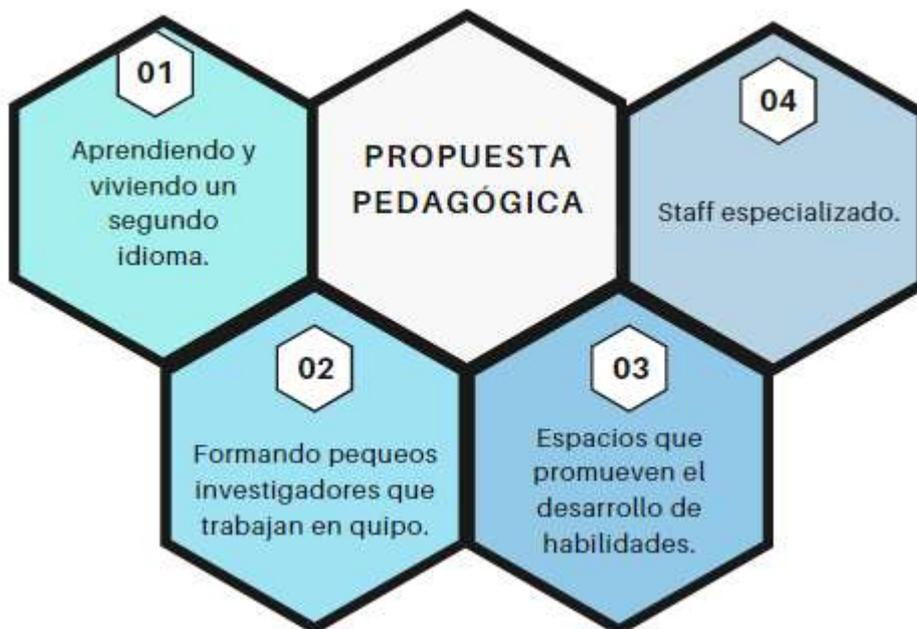 PROPUESTA
PEDAGÓGICA
01
Aprendiendo y
viviendo un
segundo
idioma.
02
Formando pequeos
investigadores que
trabajan en quipo.
03
Espacios que
promueven el
desarrollo de
habilidades.
04
Staff especializado.